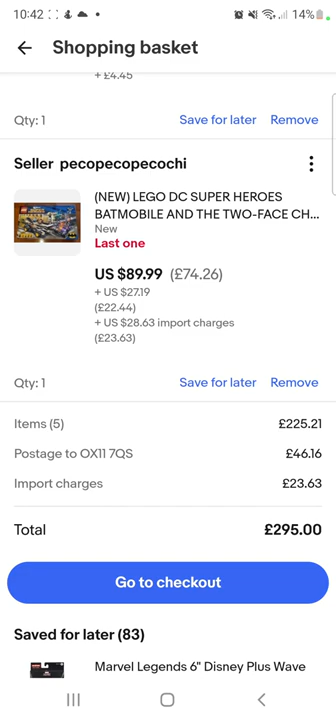 10:42
14%
Shopping basket
+ £4.45
Qty: 1
Save for later
Remove
Seller pecopecopecochi
(NEW) LEGO DC SUPER HEROES
BATMOBILE AND THE TWO-FACE CH...
New
Last one
US $89.99 (£74.26)
+ US $27.19
(£22.44)
+ US $28.63 import charges
(£23.63)
Qty: 1
Save for later
Remove
Items (5)
£225.21
Postage to OX11 7QS
£46.16
Import charges
£23.63
Total
£295.00
Go to checkout
Saved for later (83)
Marvel Legends 6" Disney Plus Wave